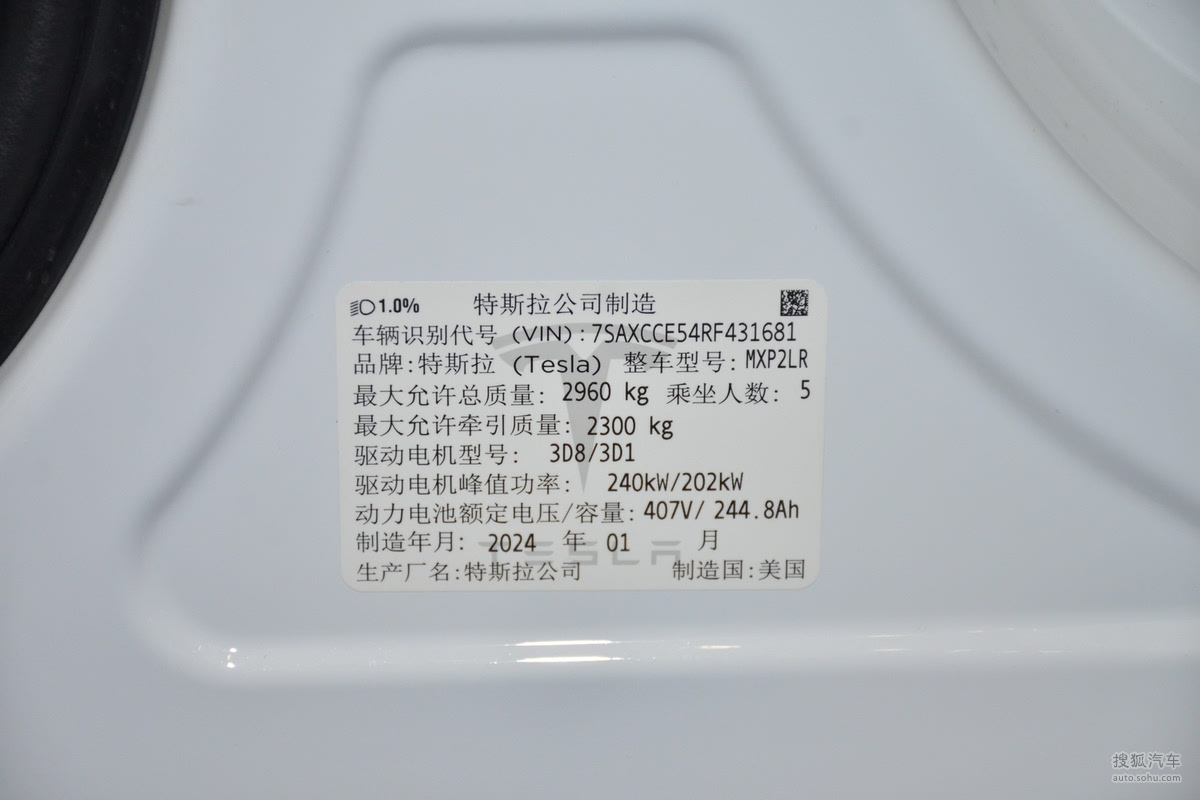 1.0% 特斯拉公司制造
车辆识别代号 (VIN):7SAXCCE54RF431681
品牌:特斯拉 (Tesla) 整车型号:MXP2LR
最大允许总质量: 2960 kg 乘坐人数: 5
最大允许牵引质量: 2300 kg
驱动电机型号: 3D8/3D1
驱动电机峰值功率: 240kW/202kW
动力电池额定电压/容量:407V/ 244.8Ah
制造年月: 2024 年 01 月
TESLA
生产厂名:特斯拉公司 制造国:美国
搜狐汽车
auto.sohu.com